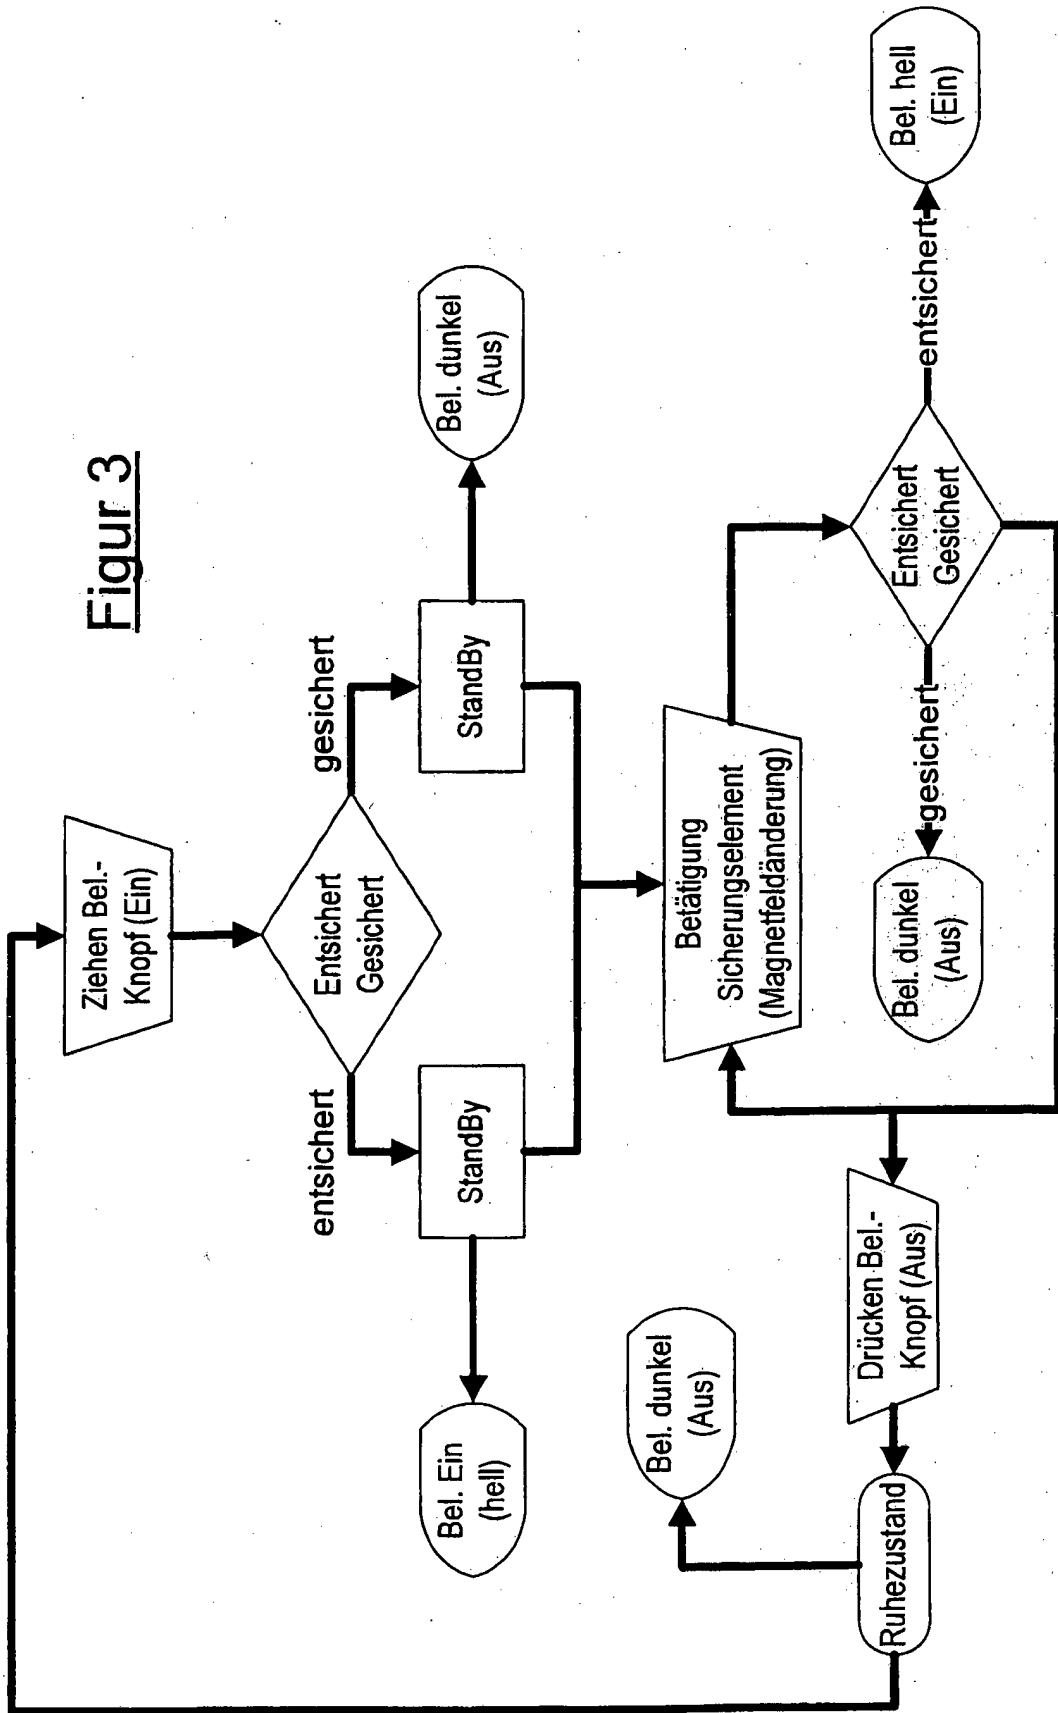 Figur 3
Ziehen Bel.-
Knopf (Ein)
Entsichert
Gesichert
entsichert
gesichert
StandBy
StandBy
Bel. Ein
(hell)
Bel. dunkel
(Aus)
Betätigung
Sicherungselement
(Magnetfeldänderung)
Entsichert
Gesichert
gesichert
entsichert
Bel. dunkel
(Aus)
Bel. hell
(Ein)
Drücken Bel.-
Knopf (Aus)
Bel. dunkel
(Aus)
Ruhezustand